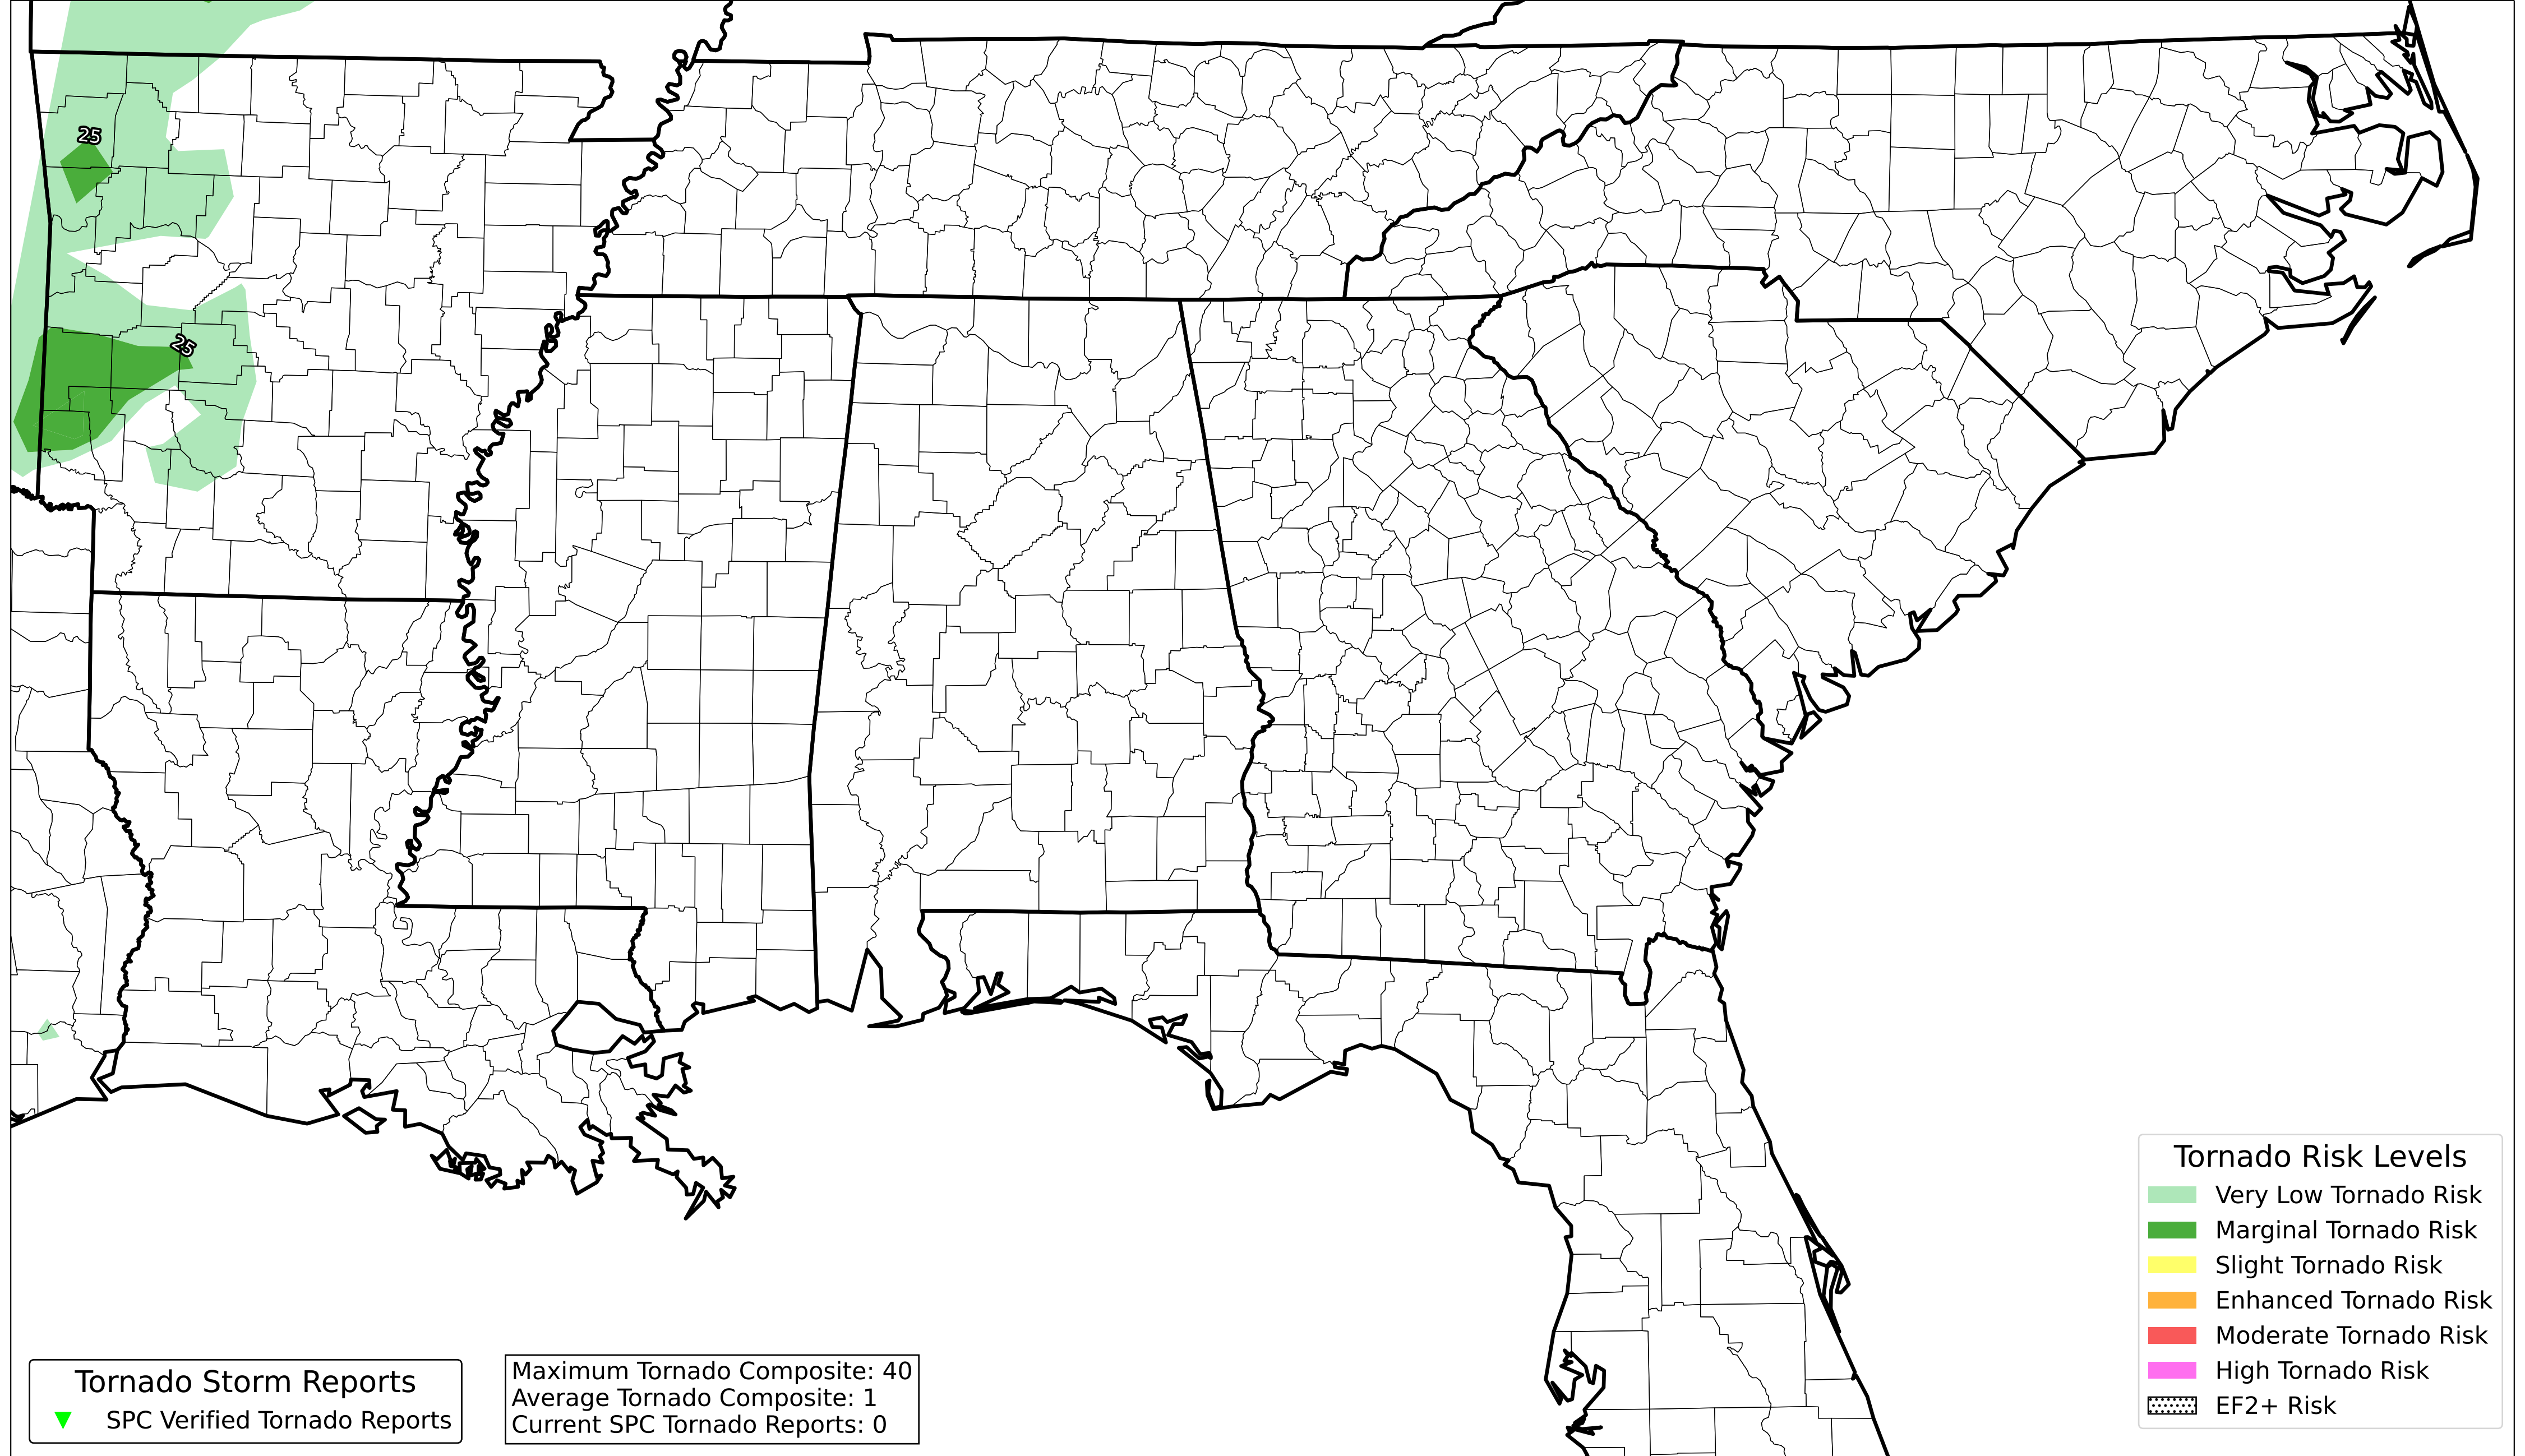 25
25
Tornado Risk Levels
Very Low Tornado Risk
Marginal Tornado Risk
Slight Tornado Risk
Enhanced Tornado Risk
Moderate Tornado Risk
High Tornado Risk
EF2+ Risk
Tornado Storm Reports
SPC Verified Tornado Reports
Maximum Tornado Composite: 40
Average Tornado Composite: 1
Current SPC Tornado Reports: 0